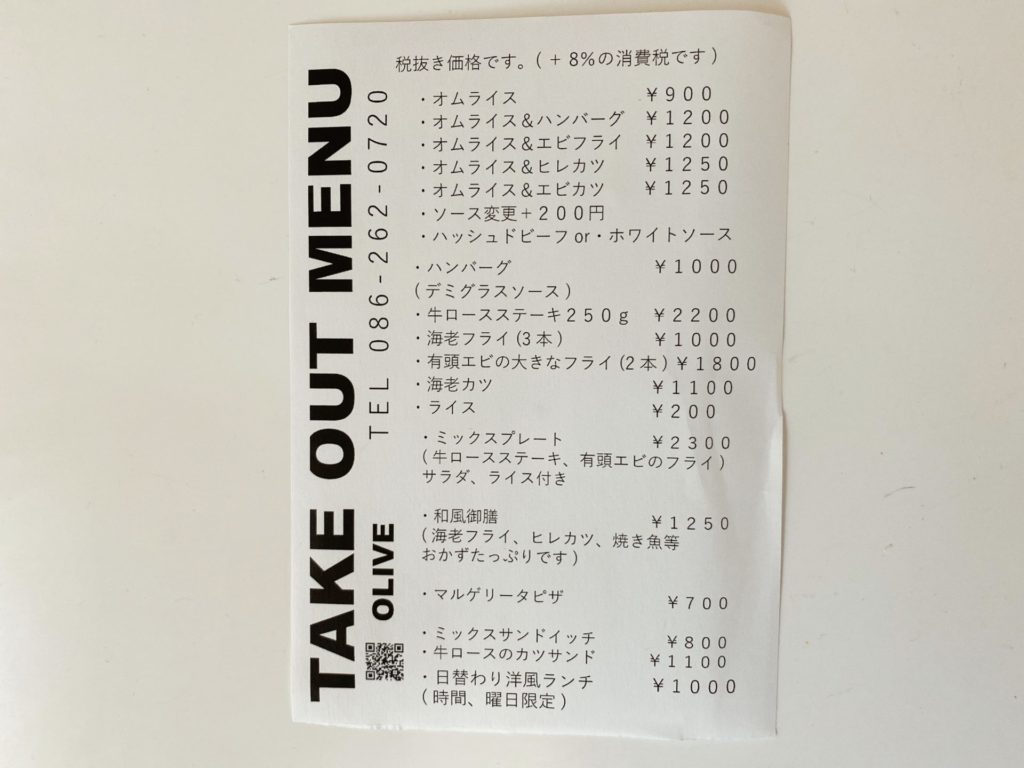 TAKE OUT MENU
OLIVE
TEL 086-262-0720
税抜き価格です。( + 8%の消費税です )
・オムライス ¥900
・オムライス＆ハンバーグ ¥1200
・オムライス＆エビフライ ¥1200
・オムライス＆ヒレカツ ¥1250
・オムライス＆エビカツ ¥1250
・ソース変更＋200円
・ハッシュドビーフ or・ホワイトソース
・ハンバーグ ¥1000
( デミグラスソース )
・牛ロースステーキ250g ¥2200
・海老フライ (3 本 ) ¥1000
・有頭エビの大きなフライ (2 本 ) ¥1800
・海老カツ ¥1100
・ライス ¥200
・ミックスプレート ¥2300
( 牛ロースステーキ、有頭エビのフライ )
サラダ、ライス付き
・和風御膳 ¥1250
( 海老フライ、ヒレカツ、焼き魚等
おかずたっぷりです )
・マルゲリータピザ ¥700
・ミックスサンドイッチ ¥800
・牛ロースのカツサンド ¥1100
・日替わり洋風ランチ ¥1000
( 時間、曜日限定 )